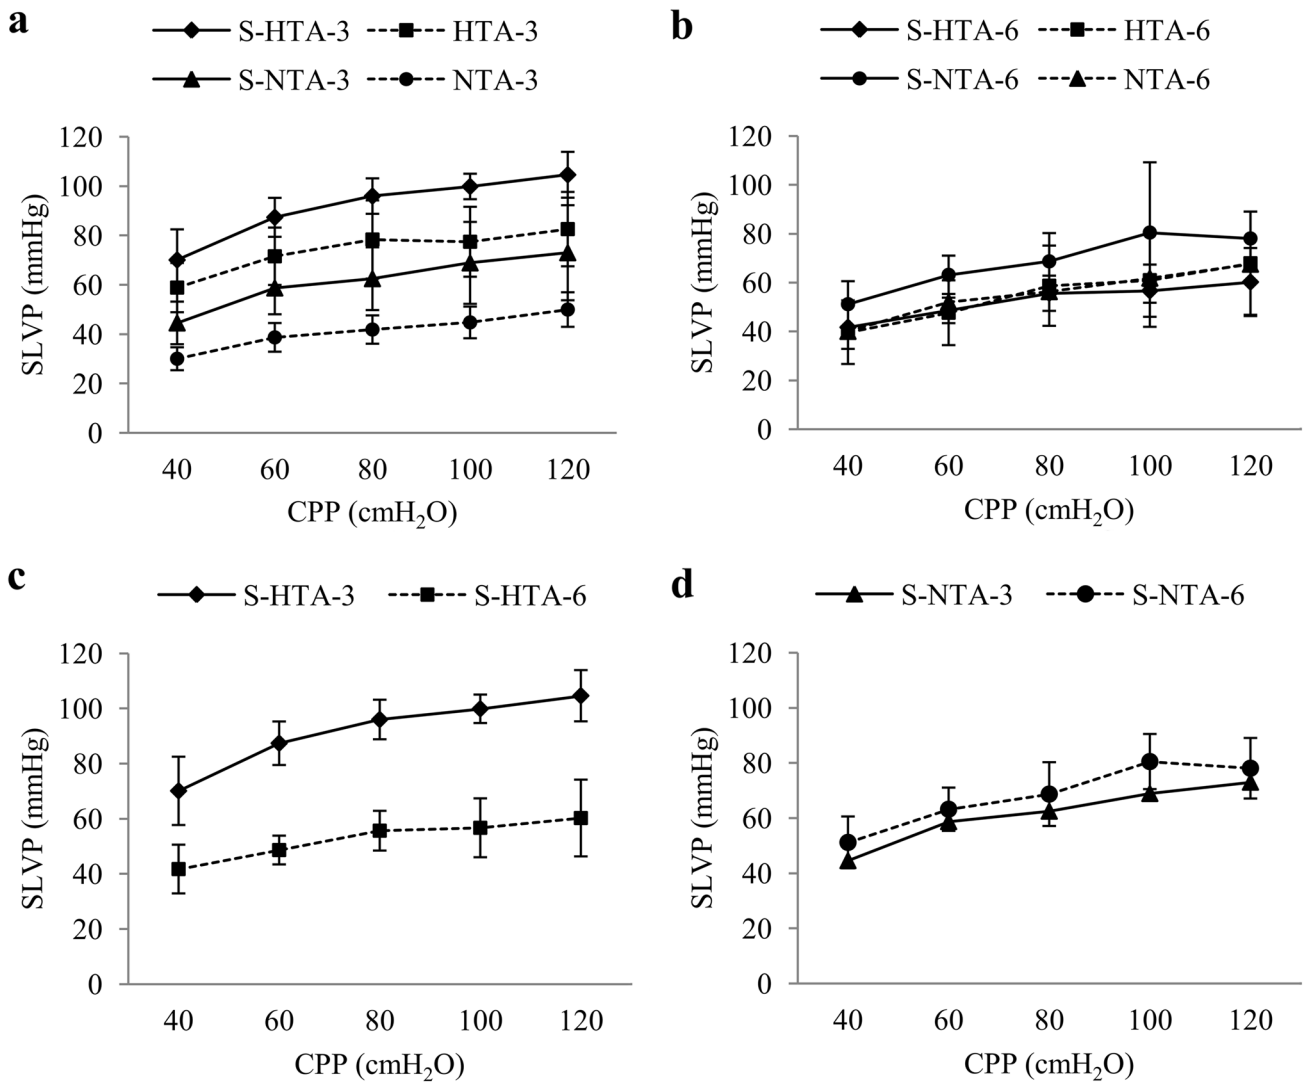 a
S-HTA-3 HTA-3
S-NTA-3 NTA-3
SLVP (mmHg)
120
100
80
60
40
20
0
40 60 80 100 120
CPP (cmH₂O)
b
S-HTA-6 HTA-6
S-NTA-6 NTA-6
SLVP (mmHg)
120
100
80
60
40
20
0
40 60 80 100 120
CPP (cmH₂O)
c
S-HTA-3 S-HTA-6
SLVP (mmHg)
120
100
80
60
40
20
0
40 60 80 100 120
CPP (cmH₂O)
d
S-NTA-3 S-NTA-6
SLVP (mmHg)
120
100
80
60
40
20
0
40 60 80 100 120
CPP (cmH₂O)